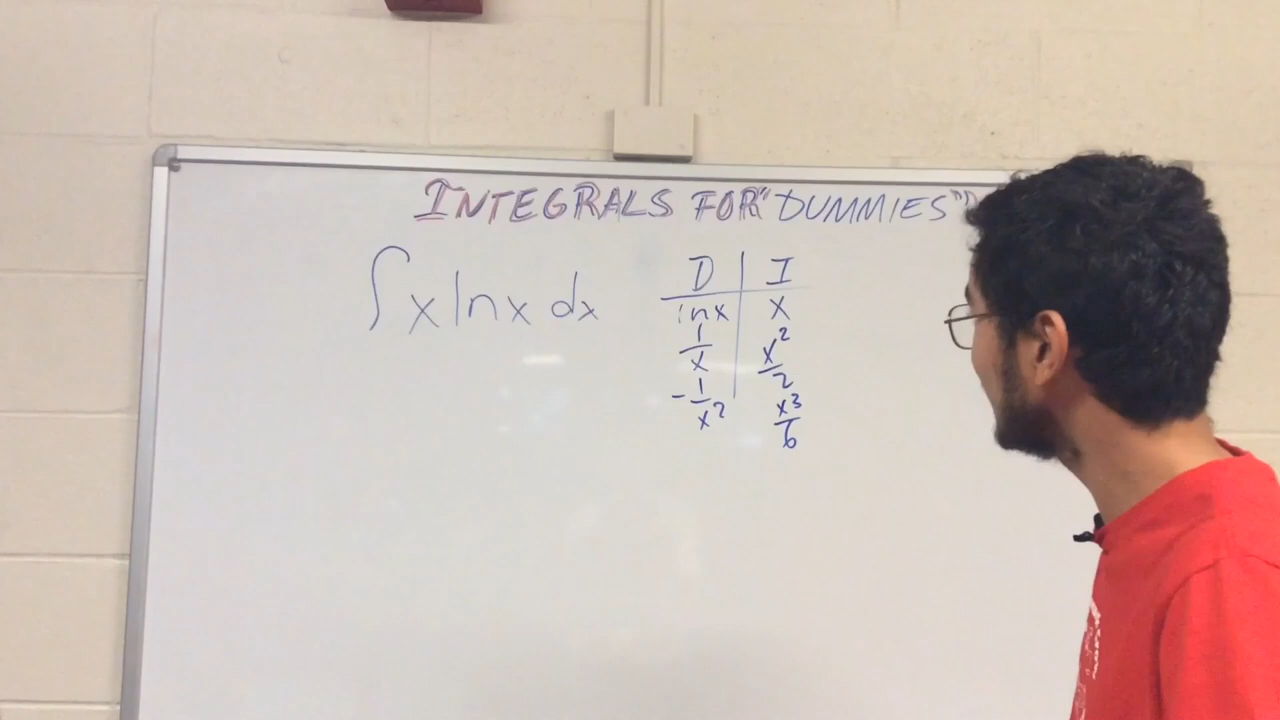 INTEGRALS FOR "DUMMIES"
∫ x ln x dx
D | I
ln x | x
1/x | x²/2
-1/x² | x³/6